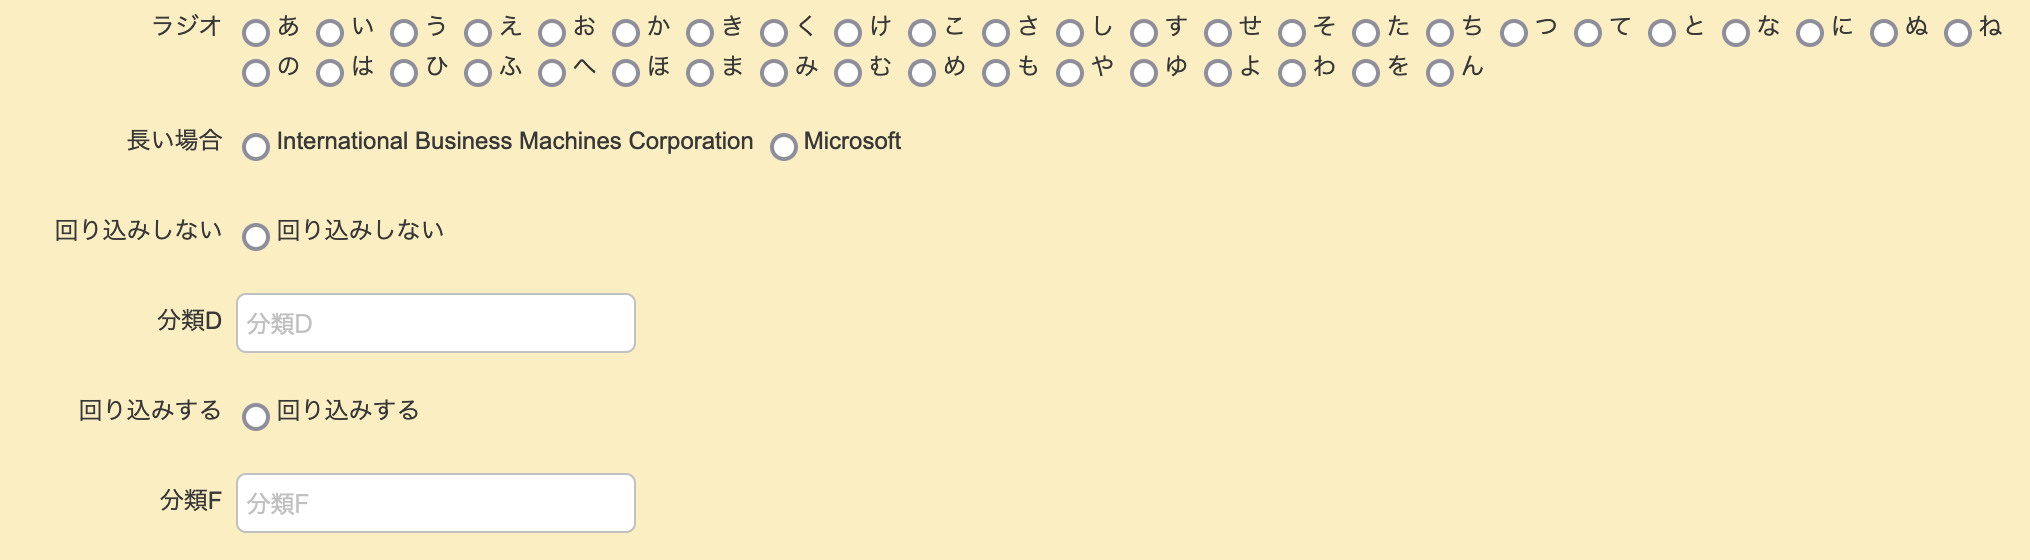 ラジオ あ い う え お か き く け こ さ し す せ そ た ち つ て と な に ぬ ね
の は ひ ふ へ ほ ま み む め も や ゆ よ わ を ん
長い場合 International Business Machines Corporation Microsoft
回り込みしない 回り込みしない
分類D 分類D
回り込みする 回り込みする
分類F 分類F